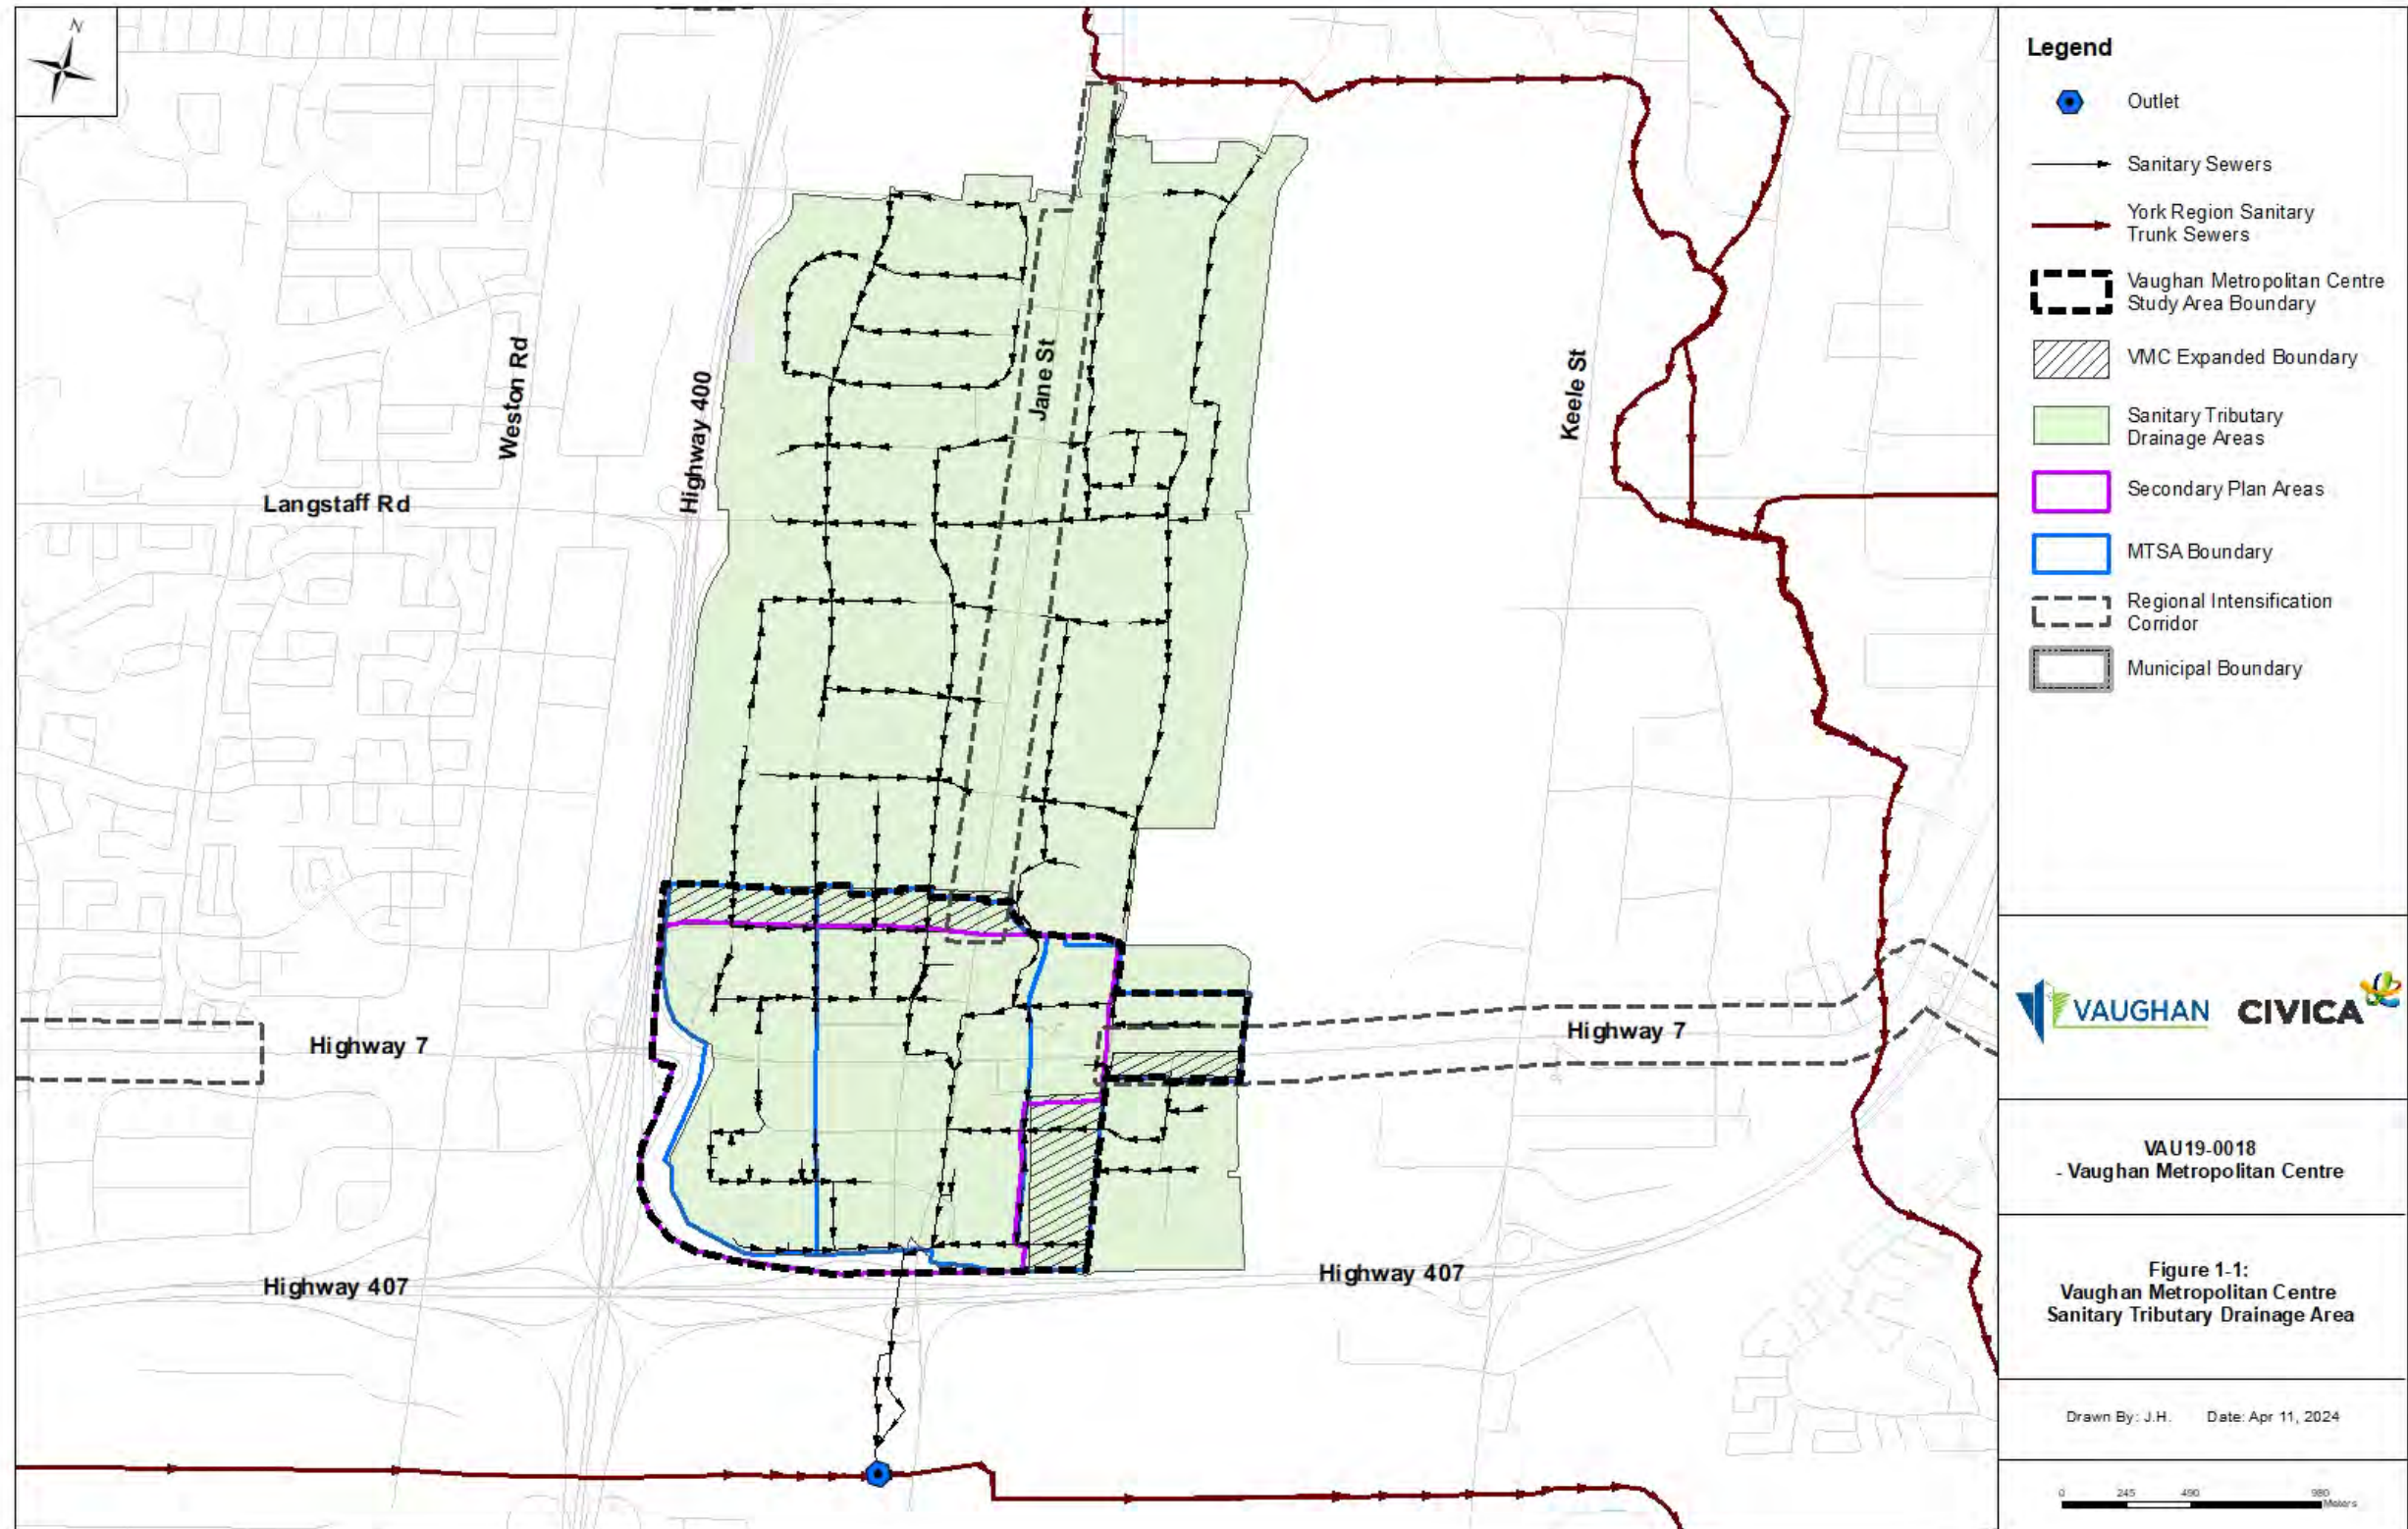 N
Weston Rd
Highway 400
Jane St
Keele St
Langstaff Rd
Highway 7
Highway 7
Highway 407
Highway 407
Legend
Outlet
Sanitary Sewers
York Region Sanitary
Trunk Sewers
Vaughan Metropolitan Centre
Study Area Boundary
VMC Expanded Boundary
Sanitary Tributary
Drainage Areas
Secondary Plan Areas
MTSA Boundary
Regional Intensification
Corridor
Municipal Boundary
VAUGHAN CIVICA
VAU19-0018
- Vaughan Metropolitan Centre
Figure 1-1:
Vaughan Metropolitan Centre
Sanitary Tributary Drainage Area
Drawn By: J.H. Date: Apr 11, 2024
0 245 490 980
Meters